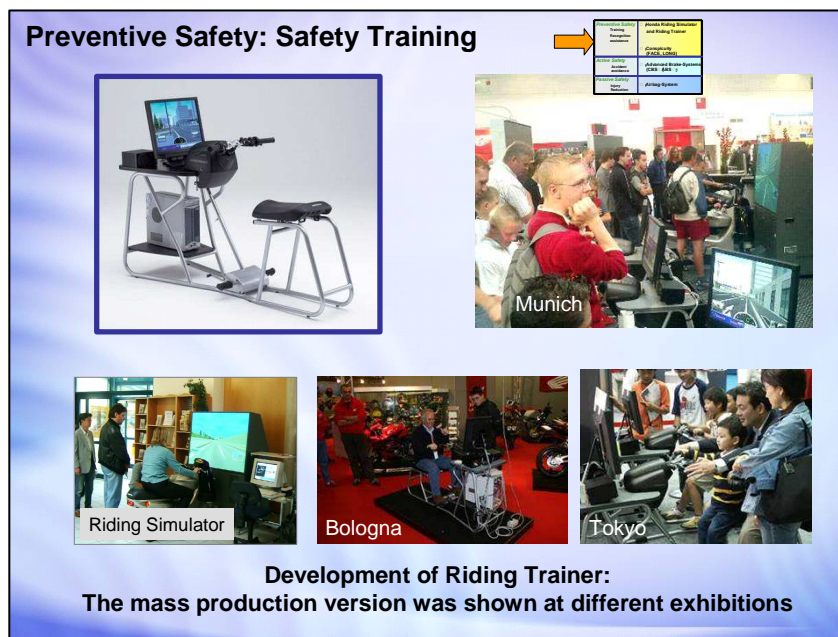 Preventive Safety: Safety Training
Preventive Safety
Training
Recognition
assistance
Honda Riding Simulator
and Riding Trainer
Conspicuity
(FACE, LONG)
Active Safety
Accident
avoidance
Advanced Brake-Systems
(CBS ABS
Passive Safety
Injury
Reduction
Airbag-System
Munich
Riding Simulator
Bologna
Tokyo
Development of Riding Trainer:
The mass production version was shown at different exhibitions